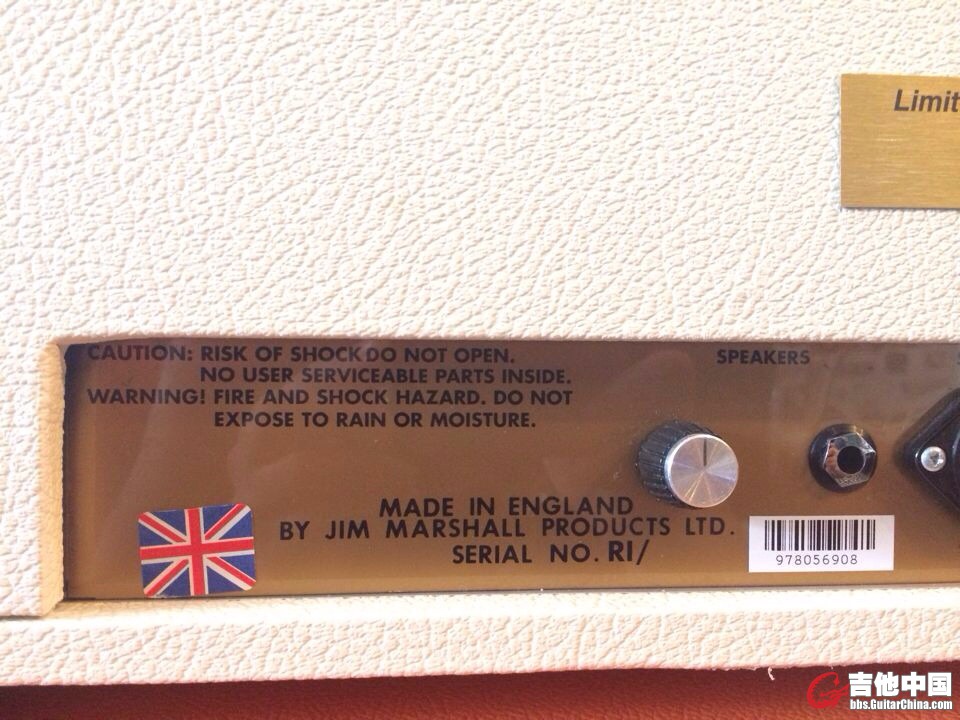 Limit
CAUTION: RISK OF SHOCK DO NOT OPEN.
NO USER SERVICEABLE PARTS INSIDE.
WARNING! FIRE AND SHOCK HAZARD. DO NOT
EXPOSE TO RAIN OR MOISTURE.
SPEAKERS
MADE IN ENGLAND
BY JIM MARSHALL PRODUCTS LTD.
SERIAL NO. RI/
978056908
吉他中国
bbs.GuitarChina.com